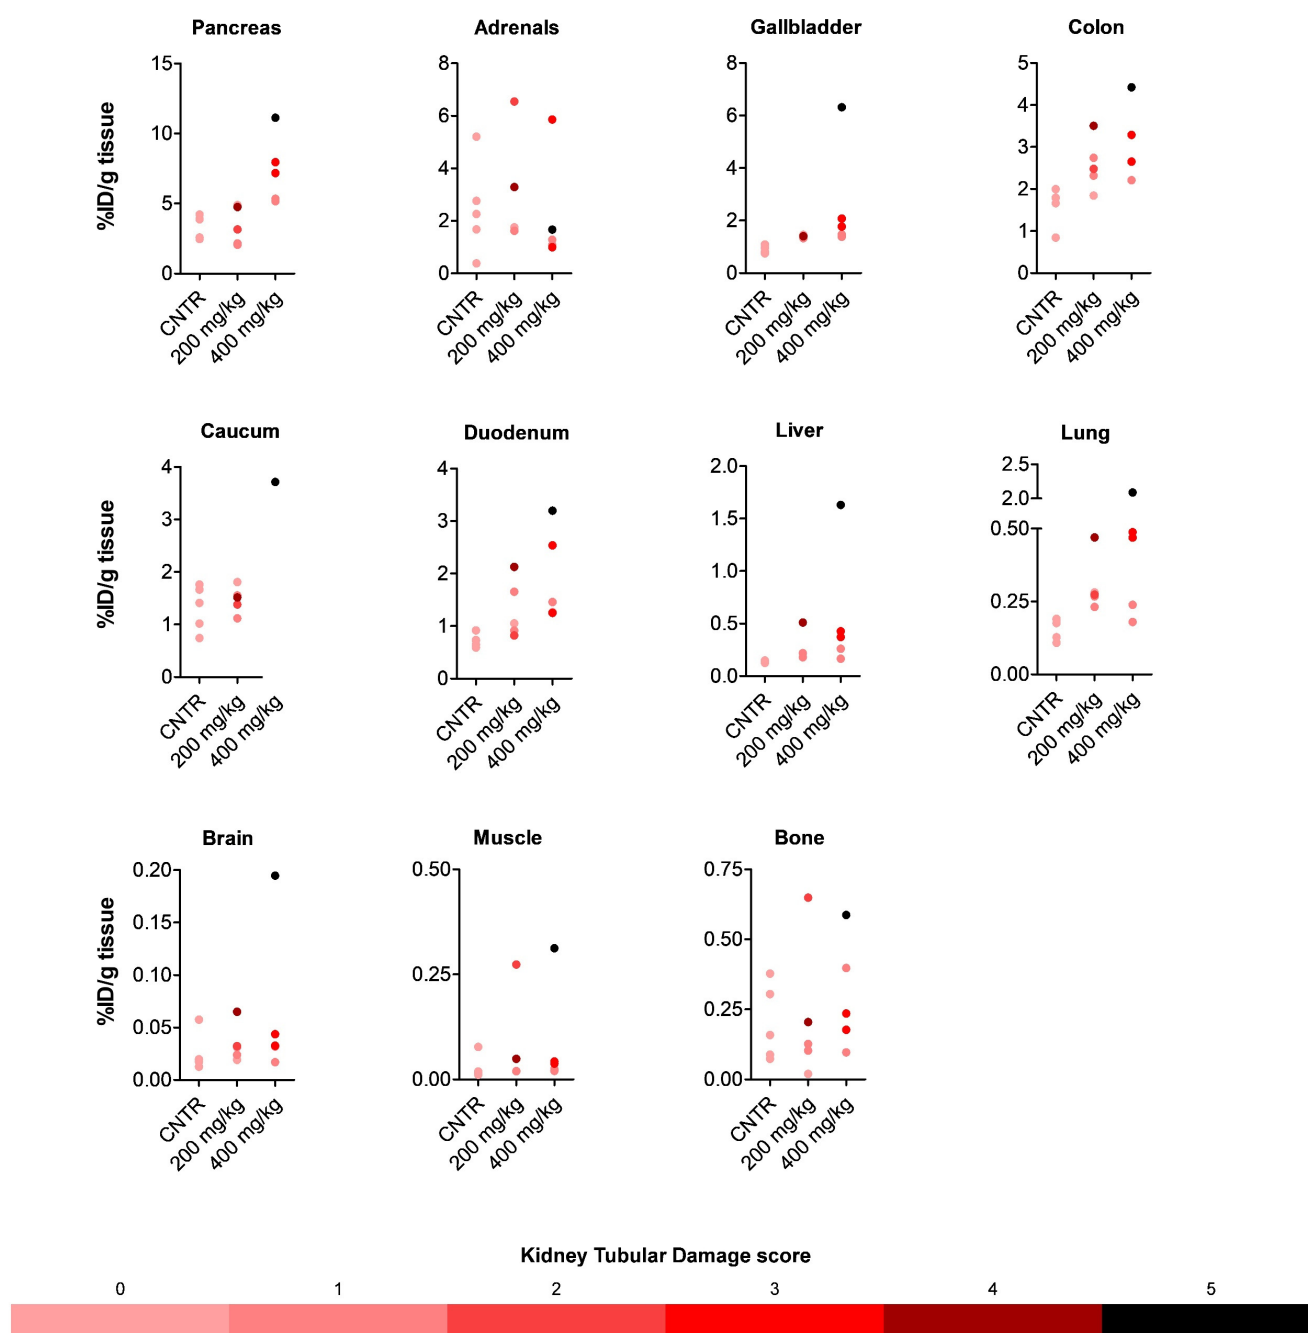 Pancreas Adrenals Gallbladder Colon
%ID/g tissue
15
10
5
0
CNTR
200 mg/kg
400 mg/kg
8
6
4
2
0
CNTR
200 mg/kg
400 mg/kg
8
6
4
2
0
CNTR
200 mg/kg
400 mg/kg
5
4
3
2
1
0
CNTR
200 mg/kg
400 mg/kg
Caucum Duodenum Liver Lung
%ID/g tissue
4
3
2
1
0
CNTR
200 mg/kg
400 mg/kg
4
3
2
1
0
CNTR
200 mg/kg
400 mg/kg
2.0
1.5
1.0
0.5
0.0
CNTR
200 mg/kg
400 mg/kg
2.5
2.0
0.50
0.25
0.00
CNTR
200 mg/kg
400 mg/kg
Brain Muscle Bone
%ID/g tissue
0.20
0.15
0.10
0.05
0.00
CNTR
200 mg/kg
400 mg/kg
0.50
0.25
0.00
CNTR
200 mg/kg
400 mg/kg
0.75
0.50
0.25
0.00
CNTR
200 mg/kg
400 mg/kg
Kidney Tubular Damage score
0 1 2 3 4 5